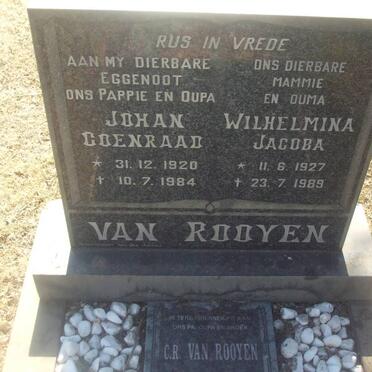 RUS IN VREDE
AAN MY DIERBARE
EGGENOOT
ONS PAPPIE EN OUPA
JOHAN
COENRAAD
* 31.12.1920
† 10.7.1984
ONS DIERBARE
MAMMIE
EN OUMA
WILHELMINA
JACOBA
* 11.6.1927
† 23.7.1989
VAN ROOYEN
C.R. VAN ROOYEN